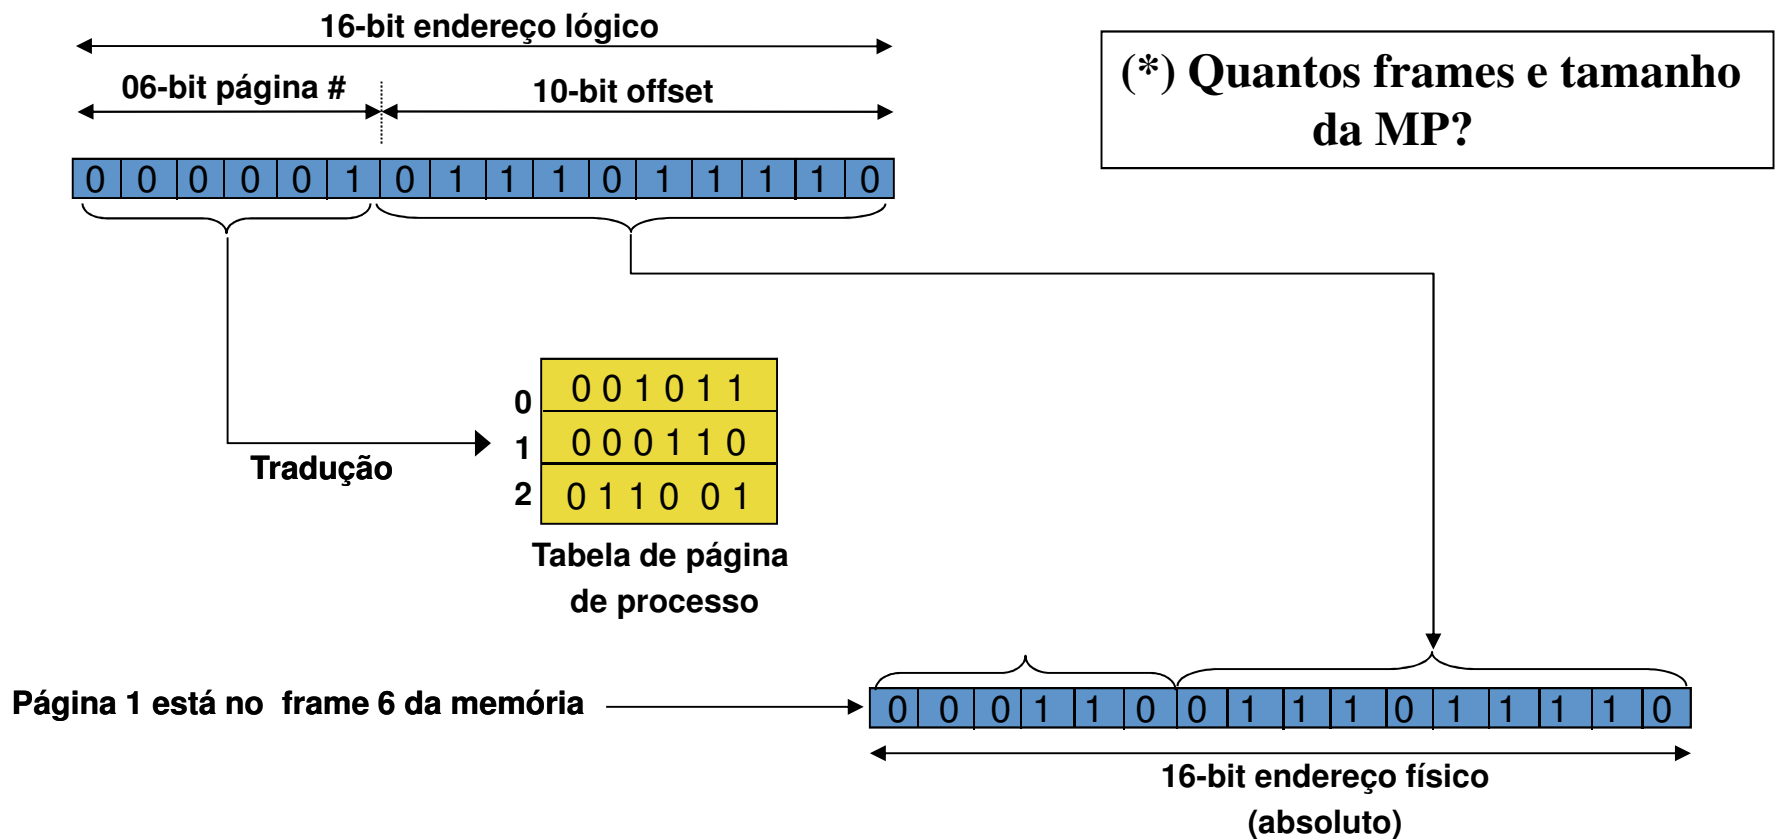 16-bit endereço lógico
06-bit página #
10-bit offset
(*) Quantos frames e tamanho
da MP?
0 0 0 0 0 1 0 1 1 1 0 1 1 1 1 0
0
0 0 1 0 1 1
1
0 0 0 1 1 0
2
0 1 1 0 0 1
Tradução
Tabela de página
de processo
Página 1 está no frame 6 da memória
0 0 0 1 1 0 0 1 1 1 0 1 1 1 1 0
16-bit endereço físico
(absoluto)